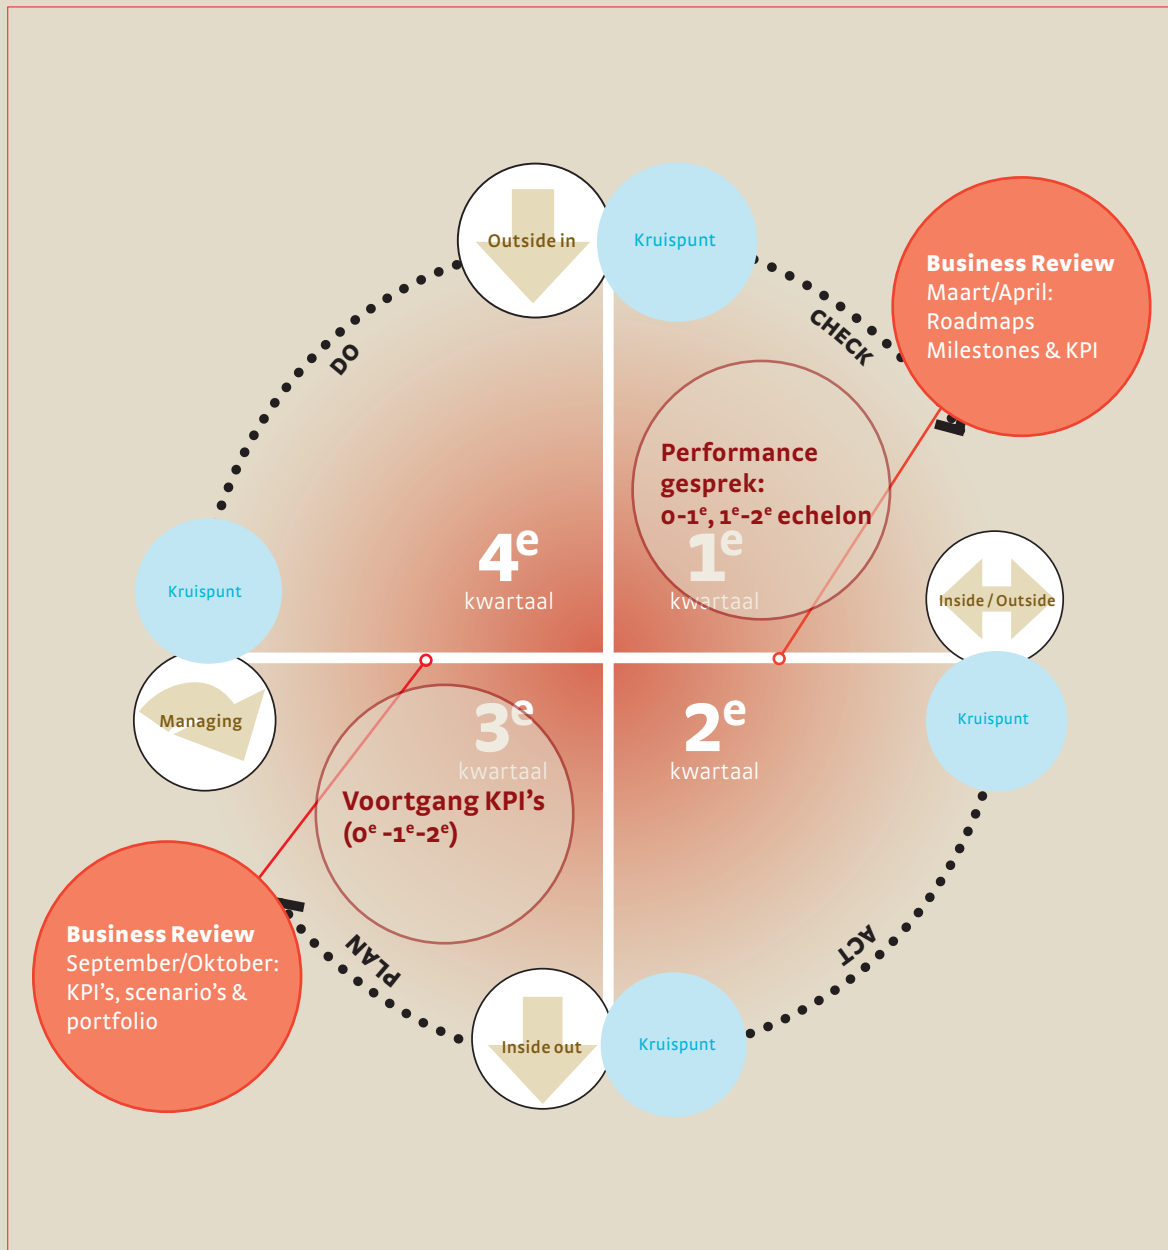 Outside in
Kruispunt
Business Review
Maart/April:
Roadmaps
Milestones & KPI
CHECK
DO
Performance
gesprek:
0-1e, 1e-2e echelon
4e
kwartaal
1e
kwartaal
Kruispunt
Inside / Outside
Managing
3e
kwartaal
2e
kwartaal
Kruispunt
Voortgang KPI's
(0e -1e-2e)
Business Review
September/Oktober:
KPI's, scenario's &
portfolio
PLAN
ACT
Inside out
Kruispunt